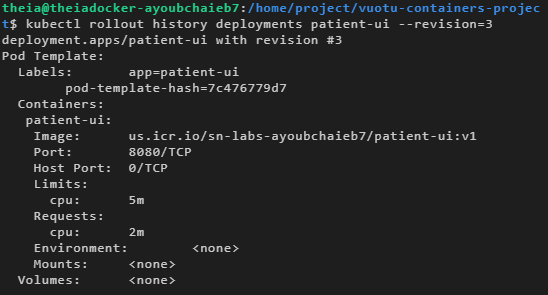 theia@theiadocker-ayoubchaieb7:/home/project/vuotu-containers-projec
t$ kubectl rollout history deployments patient-ui --revision=3
deployment.apps/patient-ui with revision #3
Pod Template:
  Labels:       app=patient-ui
        pod-template-hash=7c476779d7
  Containers:
   patient-ui:
    Image:      us.icr.io/sn-labs-ayoubchaieb7/patient-ui:v1
    Port:       8080/TCP
    Host Port:  0/TCP
    Limits:
      cpu:      5m
    Requests:
      cpu:      2m
    Environment:        <none>
    Mounts:     <none>
  Volumes:      <none>